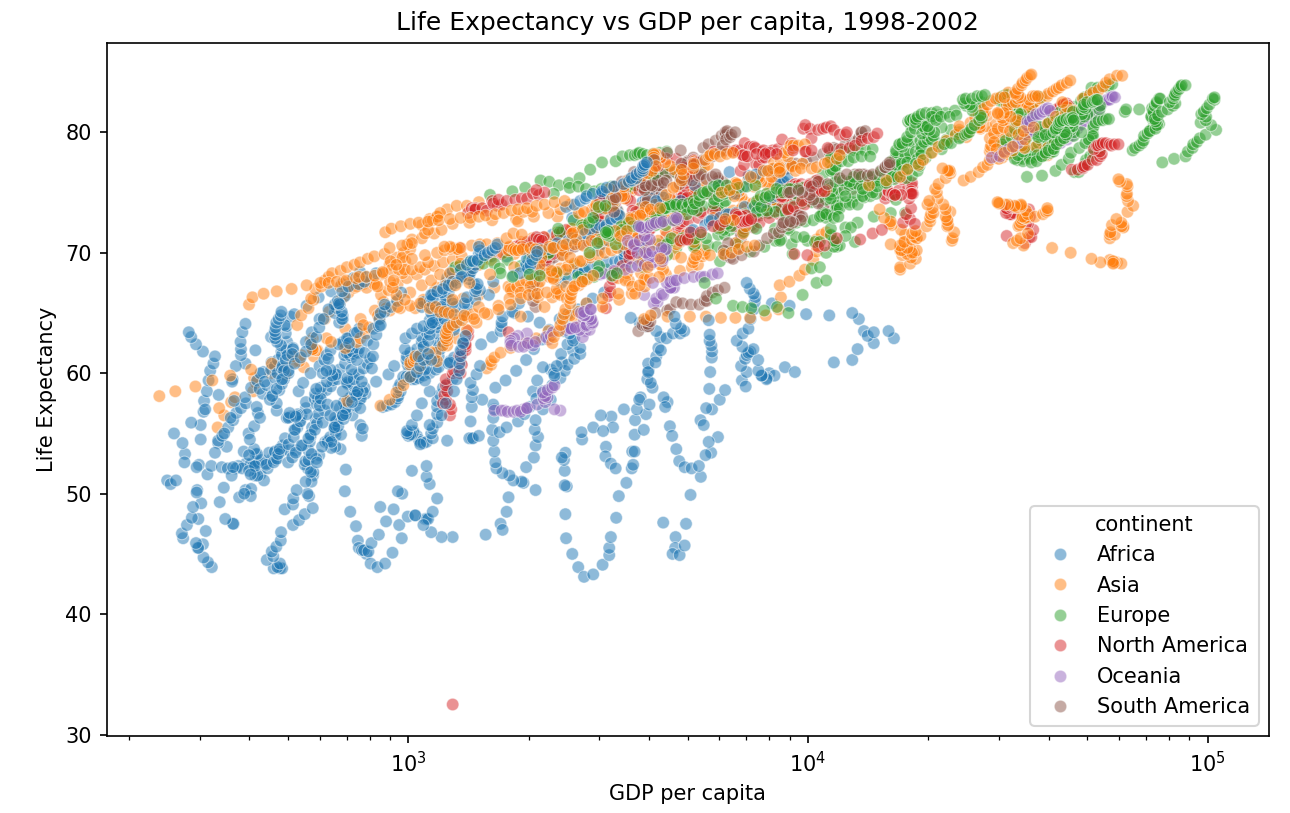 Life Expectancy vs GDP per capita, 1998-2002
Life Expectancy
80
70
60
50
40
30
10³
10⁴
10⁵
GDP per capita
continent
Africa
Asia
Europe
North America
Oceania
South America